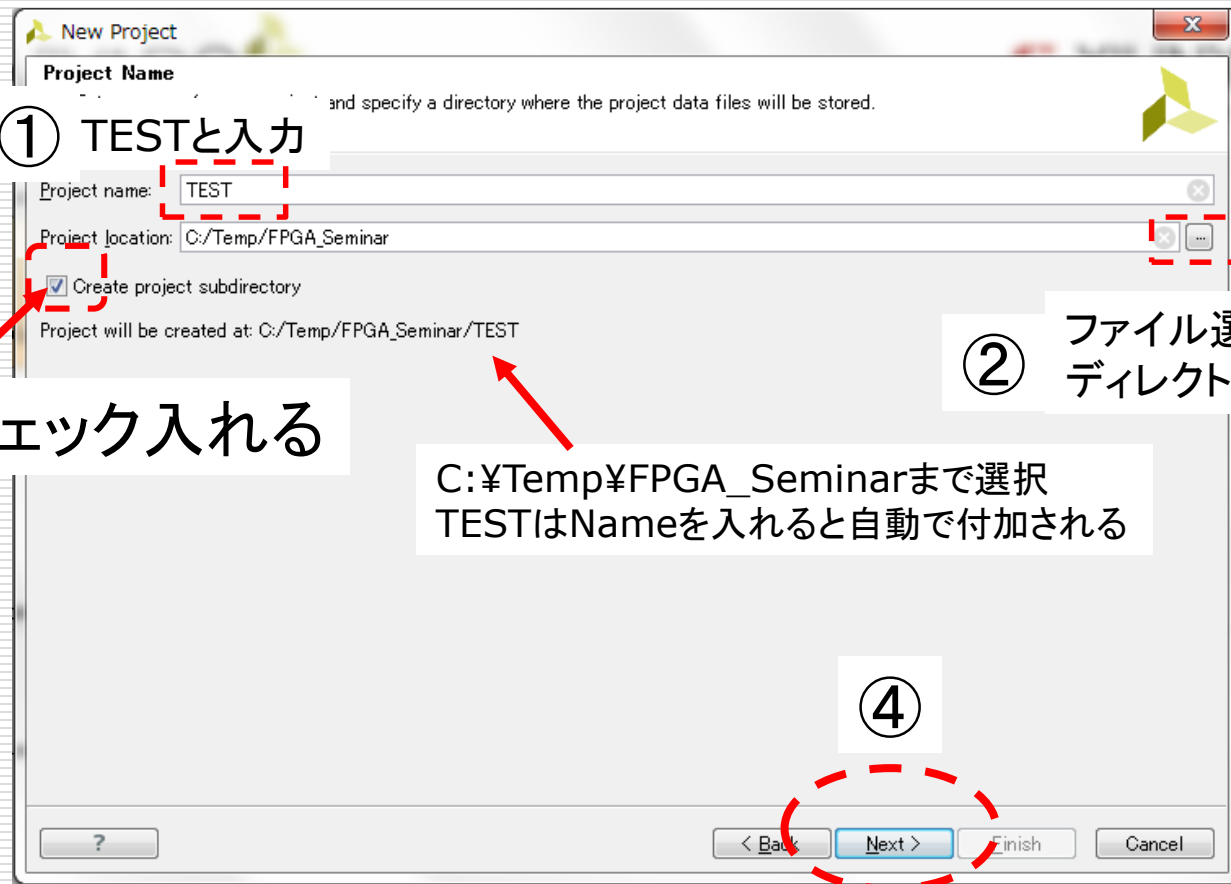 New Project
Project Name
and specify a directory where the project data files will be stored.
① TESTと入力
Project name: TEST
Project location: C:/Temp/FPGA_Seminar ...
Create project subdirectory
Project will be created at: C:/Temp/FPGA_Seminar/TEST
② ファイル選
ディレクト
ェック入れる
C:¥Temp¥FPGA_Seminarまで選択
TESTはNameを入れると自動で付加される
④
? < Back Next > Finish Cancel